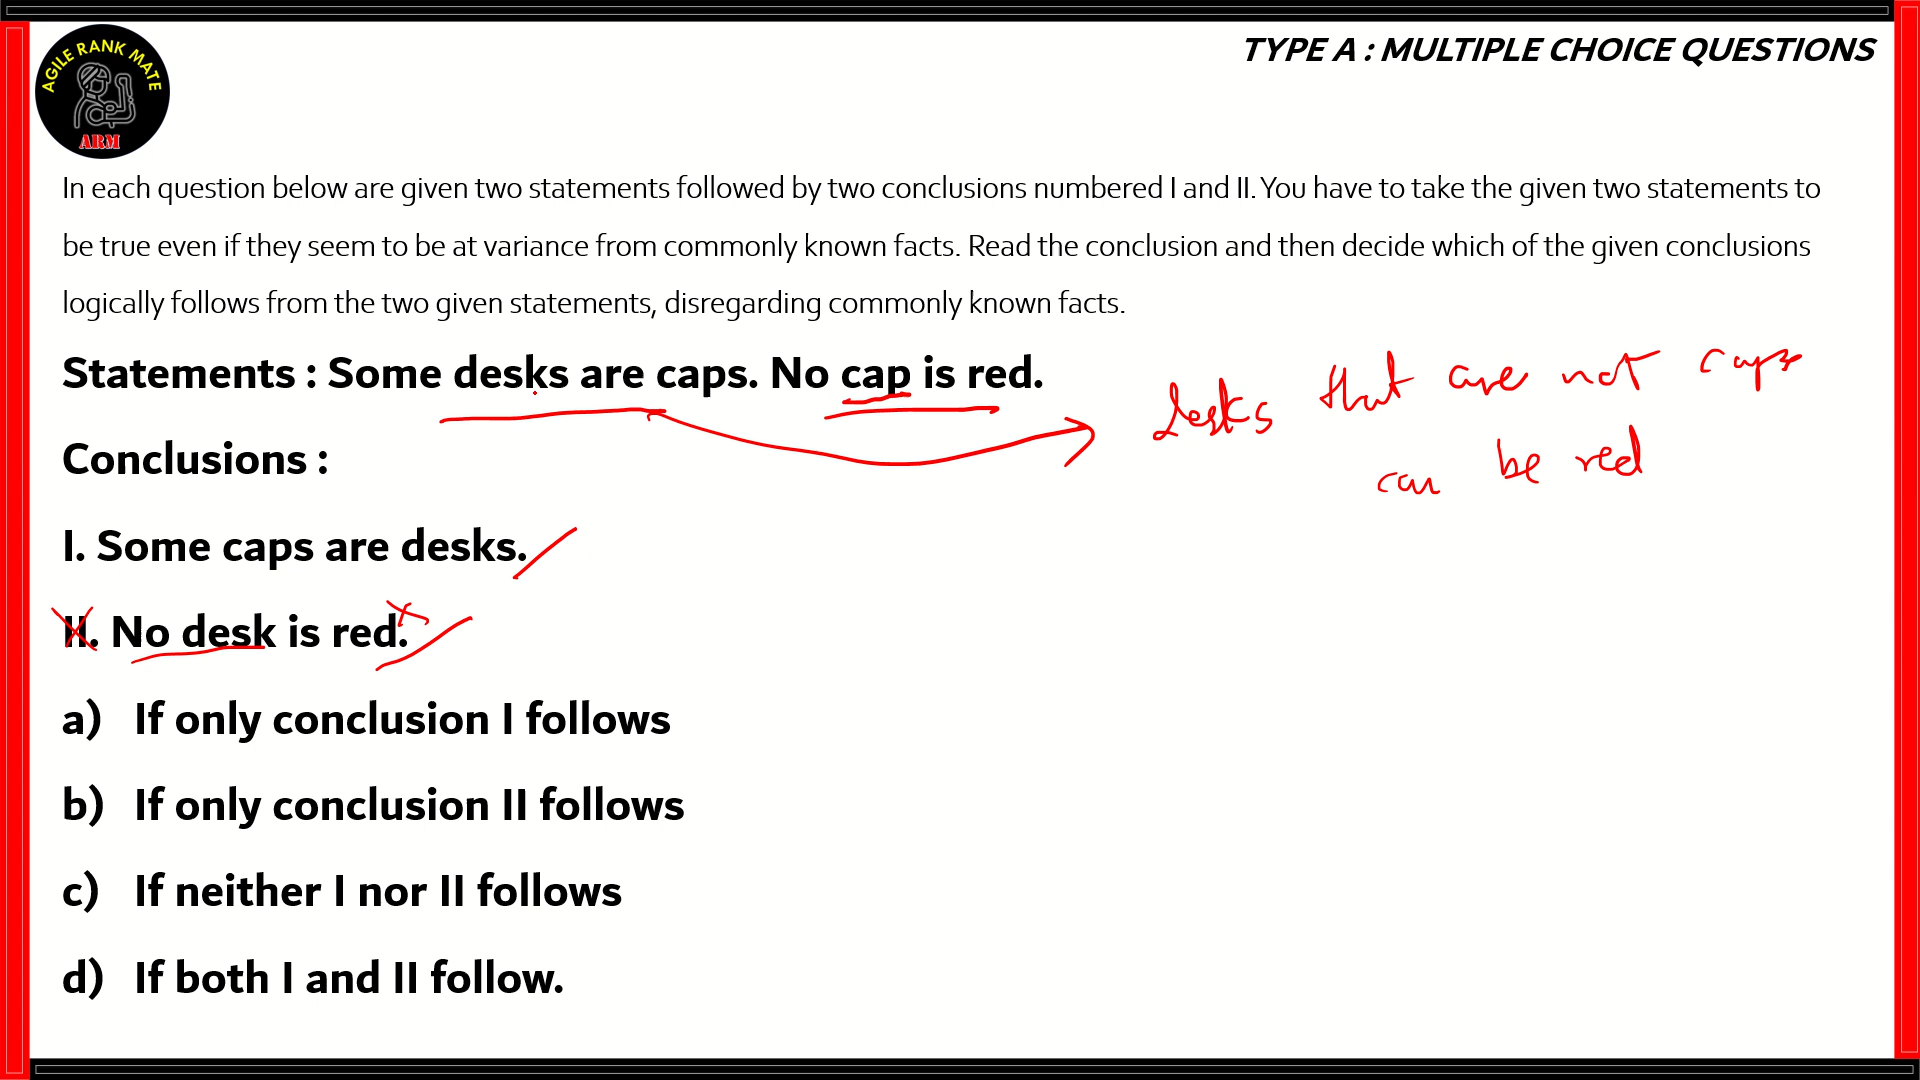 AGILE RANK MATE
ARM
TYPE A : MULTIPLE CHOICE QUESTIONS
In each question below are given two statements followed by two conclusions numbered I and II. You have to take the given two statements to
be true even if they seem to be at variance from commonly known facts. Read the conclusion and then decide which of the given conclusions
logically follows from the two given statements, disregarding commonly known facts.
Statements : Some desks are caps. No cap is red.
desks that are not caps
can be red
Conclusions :
I. Some caps are desks.
II. No desk is red.
a) If only conclusion I follows
b) If only conclusion II follows
c) If neither I nor II follows
d) If both I and II follow.